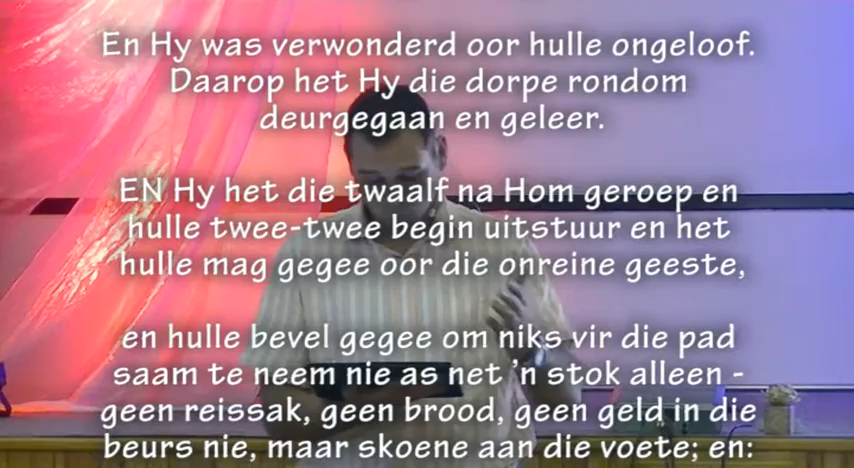 En Hy was verwonderd oor hulle ongeloof.
Daarop het Hy die dorpe rondom
deurgegaan en geleer.
EN Hy het die twaalf na Hom geroep en
hulle twee-twee begin uitstuur en het
hulle mag gegee oor die onreine geeste,
en hulle bevel gegee om niks vir die pad
saam te neem nie as net 'n stok alleen -
geen reissak, geen brood, geen geld in die
beurs nie, maar skoene aan die voete; en: